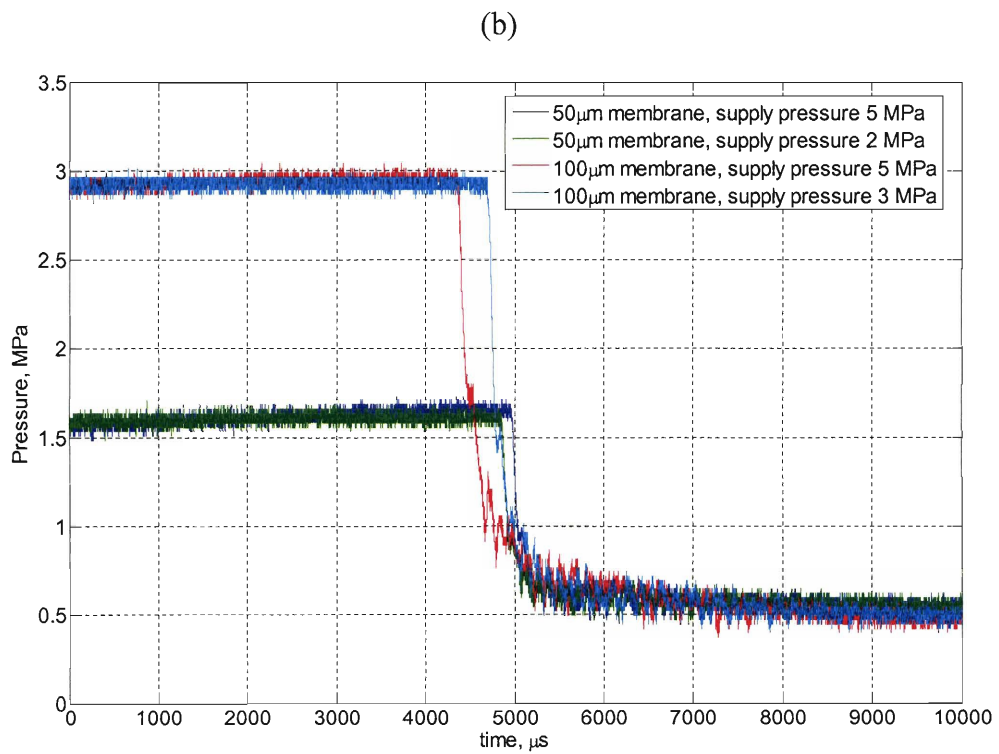 (b)
3.5
3
2.5
2
1.5
1
0.5
0
Pressure, MPa
50μm membrane, supply pressure 5 MPa
50μm membrane, supply pressure 2 MPa
100μm membrane, supply pressure 5 MPa
100μm membrane, supply pressure 3 MPa
0 1000 2000 3000 4000 5000 6000 7000 8000 9000 10000
time, μs